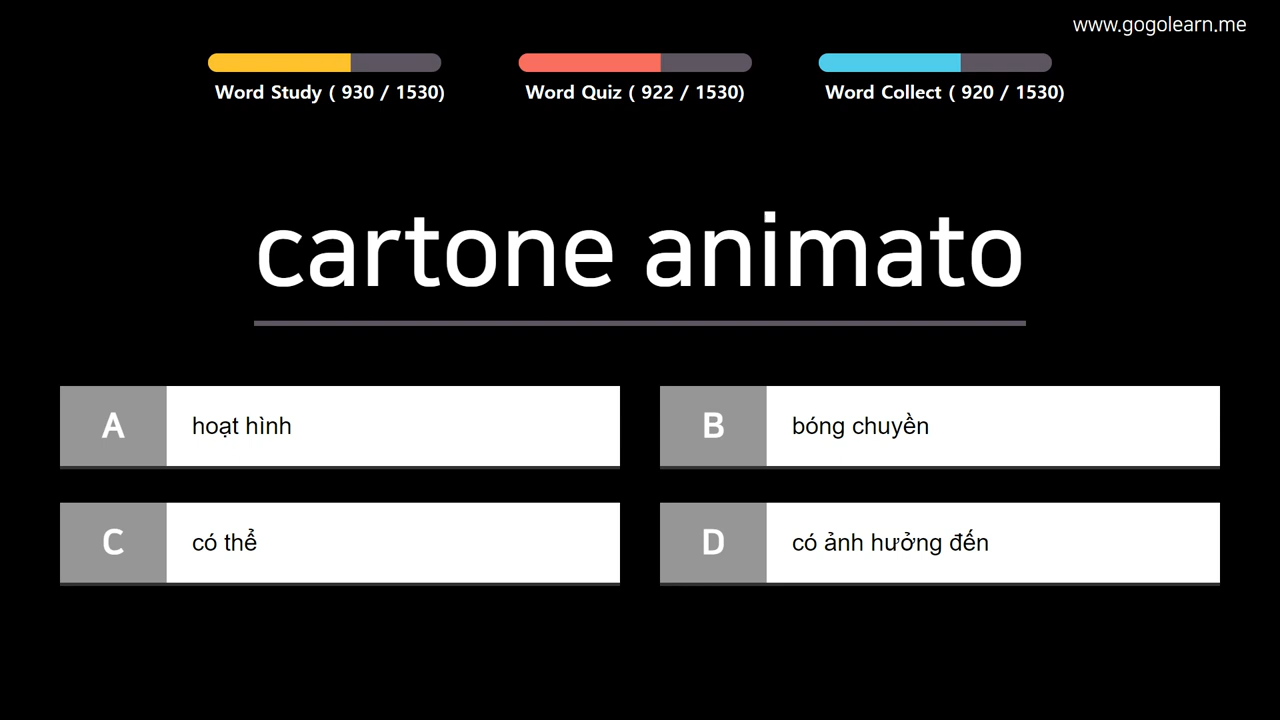 www.gogolearn.me
Word Study ( 930 / 1530)
Word Quiz ( 922 / 1530)
Word Collect ( 920 / 1530)
cartone animato
A hoạt hình
B bóng chuyền
C có thể
D có ảnh hưởng đến